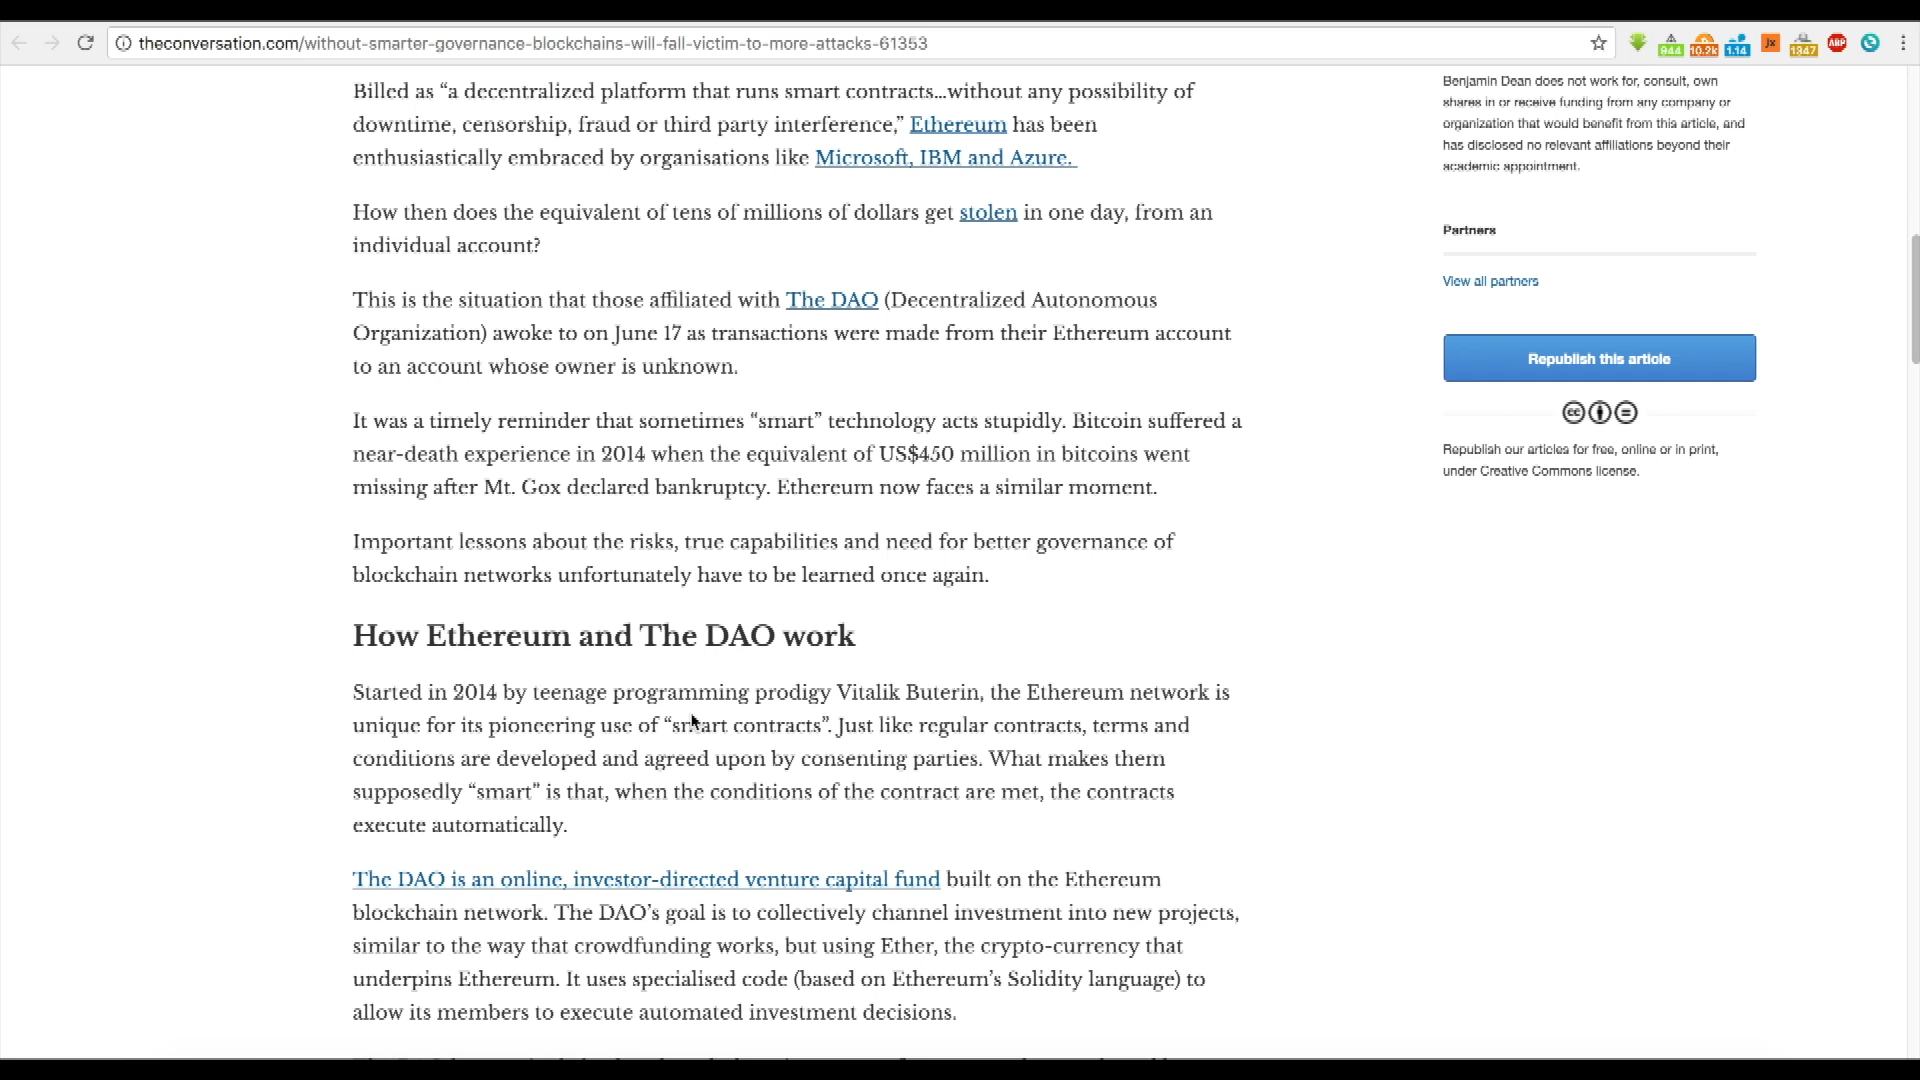 theconversation.com/without-smarter-governance-blockchains-will-fall-victim-to-more-attacks-61353
944
10.2k
1.14
Jx
1347
ABP
Billed as “a decentralized platform that runs smart contracts…without any possibility of
downtime, censorship, fraud or third party interference,” Ethereum has been
enthusiastically embraced by organisations like Microsoft, IBM and Azure.
How then does the equivalent of tens of millions of dollars get stolen in one day, from an
individual account?
This is the situation that those affiliated with The DAO (Decentralized Autonomous
Organization) awoke to on June 17 as transactions were made from their Ethereum account
to an account whose owner is unknown.
It was a timely reminder that sometimes “smart” technology acts stupidly. Bitcoin suffered a
near-death experience in 2014 when the equivalent of US$450 million in bitcoins went
missing after Mt. Gox declared bankruptcy. Ethereum now faces a similar moment.
Important lessons about the risks, true capabilities and need for better governance of
blockchain networks unfortunately have to be learned once again.
How Ethereum and The DAO work
Started in 2014 by teenage programming prodigy Vitalik Buterin, the Ethereum network is
unique for its pioneering use of “smart contracts”. Just like regular contracts, terms and
conditions are developed and agreed upon by consenting parties. What makes them
supposedly “smart” is that, when the conditions of the contract are met, the contracts
execute automatically.
The DAO is an online, investor-directed venture capital fund built on the Ethereum
blockchain network. The DAO’s goal is to collectively channel investment into new projects,
similar to the way that crowdfunding works, but using Ether, the crypto-currency that
underpins Ethereum. It uses specialised code (based on Ethereum’s Solidity language) to
allow its members to execute automated investment decisions.
Benjamin Dean does not work for, consult, own
shares in or receive funding from any company or
organization that would benefit from this article, and
has disclosed no relevant affiliations beyond their
academic appointment.
Partners
View all partners
Republish this article
cc
Republish our articles for free, online or in print,
under Creative Commons license.